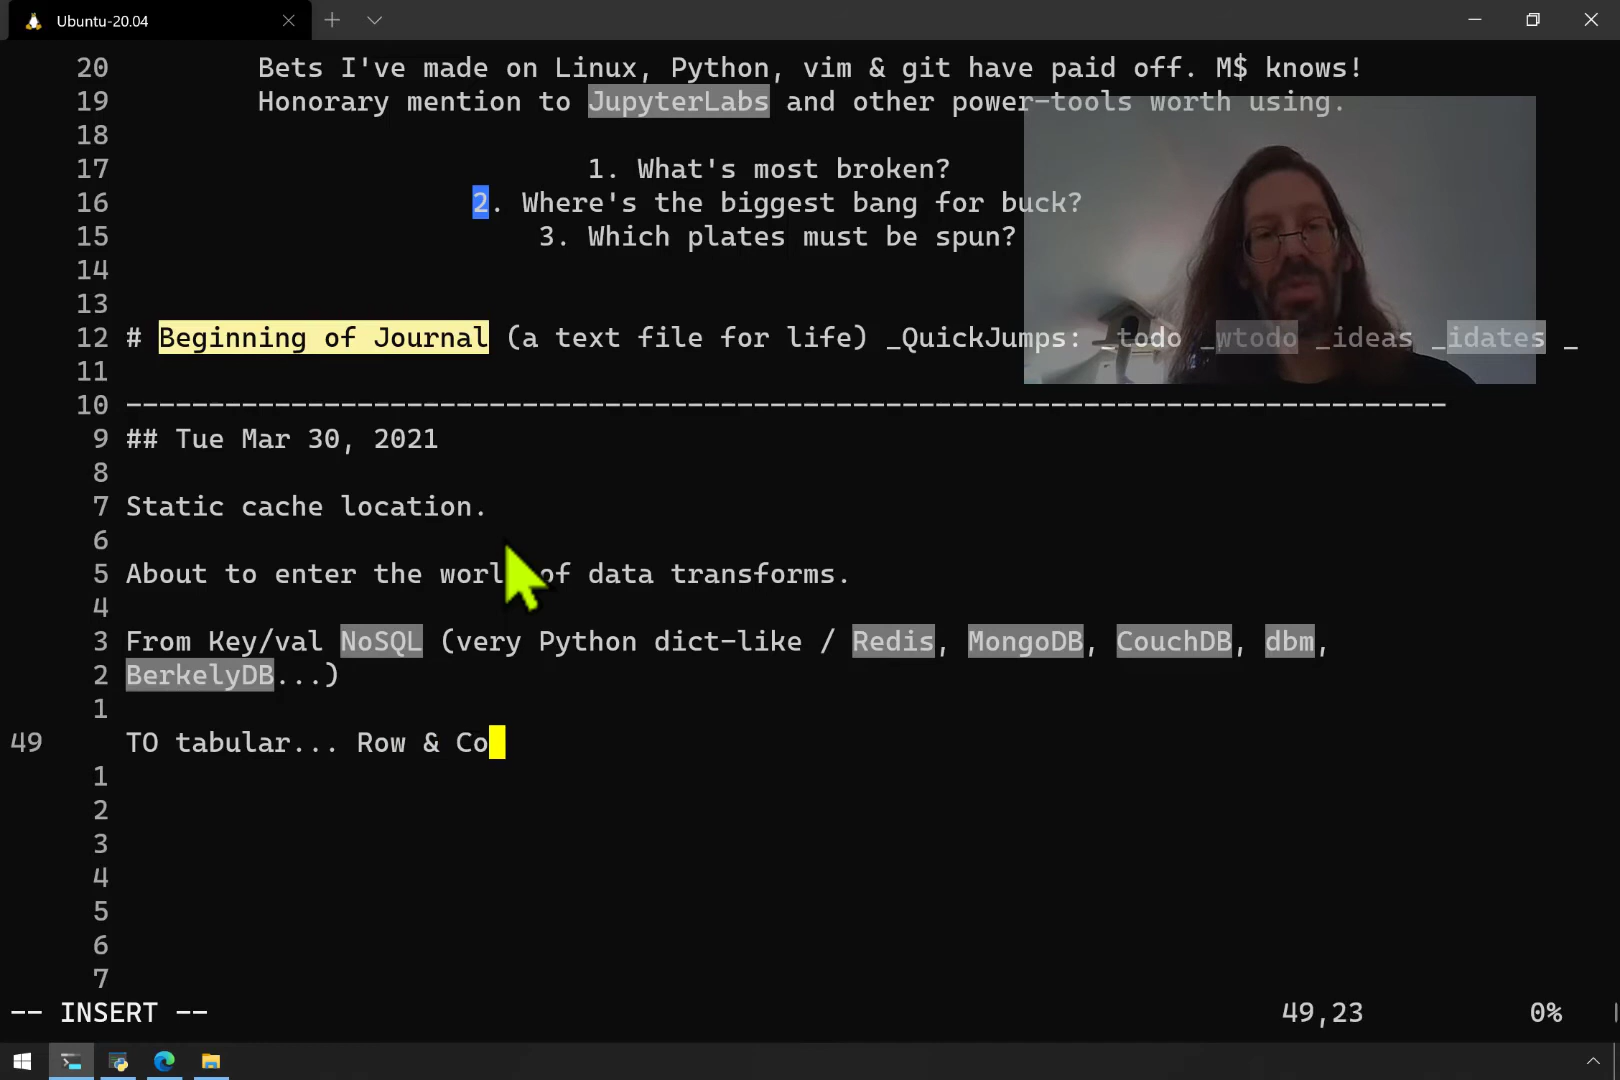 Ubuntu-20.04
20 Bets I've made on Linux, Python, vim & git have paid off. M$ knows!
19 Honorary mention to JupyterLabs and other power-tools worth using.
18
17 1. What's most broken?
16 2. Where's the biggest bang for buck?
15 3. Which plates must be spun?
14
13
12 # Beginning of Journal (a text file for life) _QuickJumps: _todo _wtodo _ideas _idates _
11
10 --------------------------------------------------------------------------------
9 ## Tue Mar 30, 2021
8
7 Static cache location.
6
5 About to enter the world of data transforms.
4
3 From Key/val NoSQL (very Python dict-like / Redis, MongoDB, CouchDB, dbm,
2 BerkelyDB...)
1
49 TO tabular... Row & Co
1
2
3
4
5
6
7
-- INSERT -- 49,23 0%